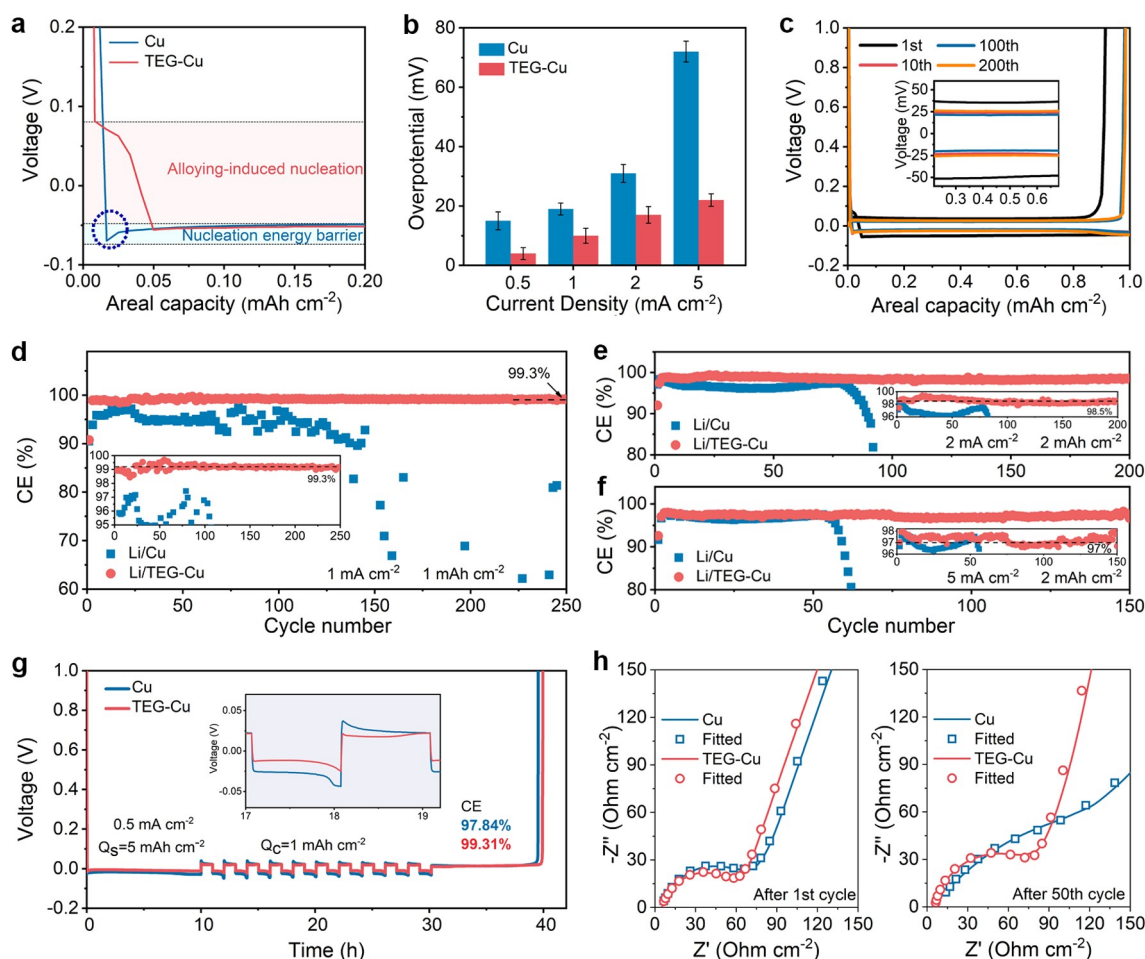 a
0.2
0.1
0.0
-0.1
Voltage (V)
Cu
TEG-Cu
Alloying-induced nucleation
Nucleation energy barrier
0.00 0.05 0.10 0.15 0.20
Areal capacity (mAh cm-2)
b
80
60
40
20
0
Overpotential (mV)
Cu
TEG-Cu
0.5 1 2 5
Current Density (mA cm-2)
c
1.0
0.8
0.6
0.4
0.2
0.0
-0.2
Voltage (V)
1st 100th
10th 200th
50
25
0
-25
-50
Voltage (mV)
0.3 0.4 0.5 0.6
0.0 0.2 0.4 0.6 0.8 1.0
Areal capacity (mAh cm-2)
d
100
90
80
70
60
CE (%)
99.3%
100
99
98
97
96
95
99.3%
0 50 100 150 200 250
Li/Cu
Li/TEG-Cu
1 mA cm-2 1 mAh cm-2
0 50 100 150 200 250
Cycle number
e
100
90
80
CE (%)
Li/Cu
Li/TEG-Cu
100
98
96
98.5%
0 50 100 150 200
2 mA cm-2 2 mAh cm-2
0 50 100 150 200
f
100
90
80
CE (%)
Li/Cu
Li/TEG-Cu
98
97
96
97%
0 50 100 150
5 mA cm-2 2 mAh cm-2
0 50 100 150
Cycle number
g
1.0
0.8
0.6
0.4
0.2
0.0
-0.2
Voltage (V)
Cu
TEG-Cu
0.05
0.00
-0.05
Voltage (V)
17 18 19
CE
97.84%
99.31%
0.5 mA cm-2
QS=5 mAh cm-2
QC=1 mAh cm-2
0 10 20 30 40
Time (h)
h
150
120
90
60
30
0
-Z'' (Ohm cm-2)
Cu
Fitted
TEG-Cu
Fitted
After 1st cycle
0 30 60 90 120 150
Z' (Ohm cm-2)
150
120
90
60
30
0
-Z'' (Ohm cm-2)
Cu
Fitted
TEG-Cu
Fitted
After 50th cycle
0 30 60 90 120 150
Z' (Ohm cm-2)